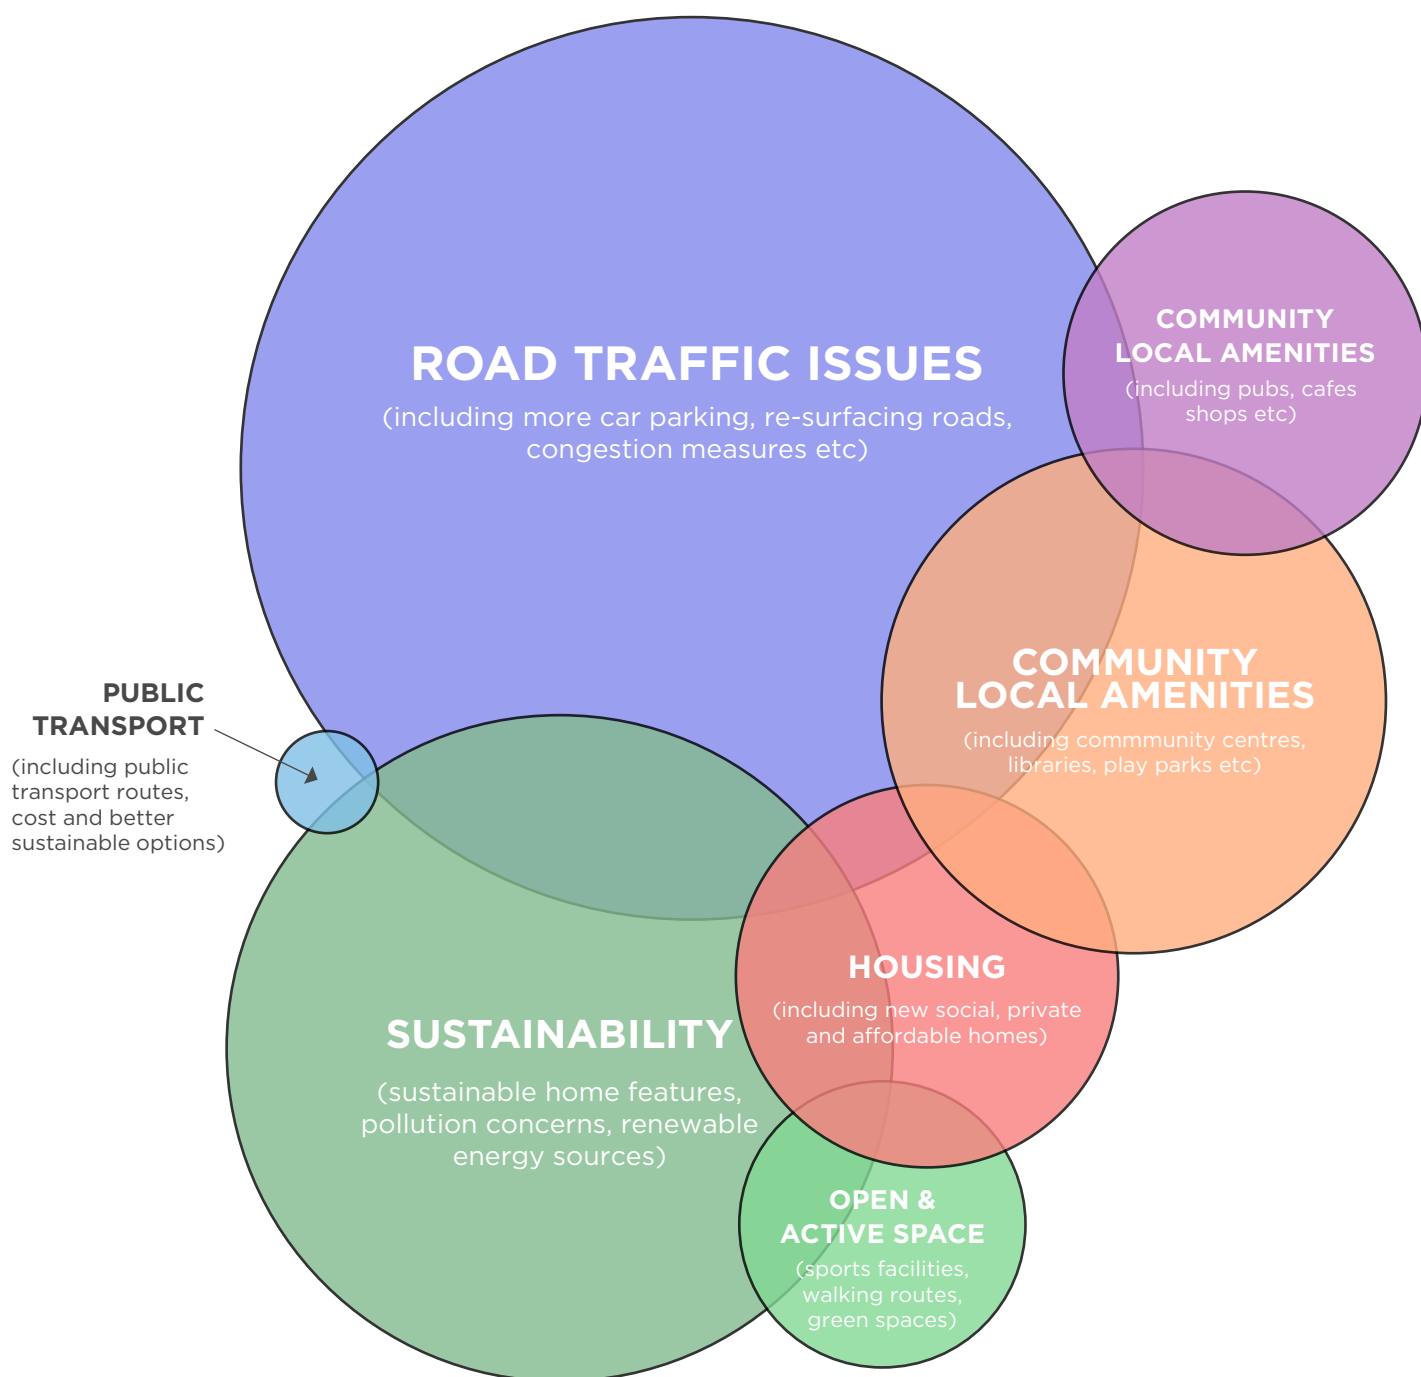 ROAD TRAFFIC ISSUES
(including more car parking, re-surfacing roads,
congestion measures etc)
COMMUNITY
LOCAL AMENITIES
(including pubs, cafes
shops etc)
COMMUNITY
LOCAL AMENITIES
(including commmunity centres,
libraries, play parks etc)
PUBLIC
TRANSPORT
(including public
transport routes,
cost and better
sustainable options)
HOUSING
(including new social, private
and affordable homes)
SUSTAINABILITY
(sustainable home features,
pollution concerns, renewable
energy sources)
OPEN &
ACTIVE SPACE
(sports facilities,
walking routes,
green spaces)